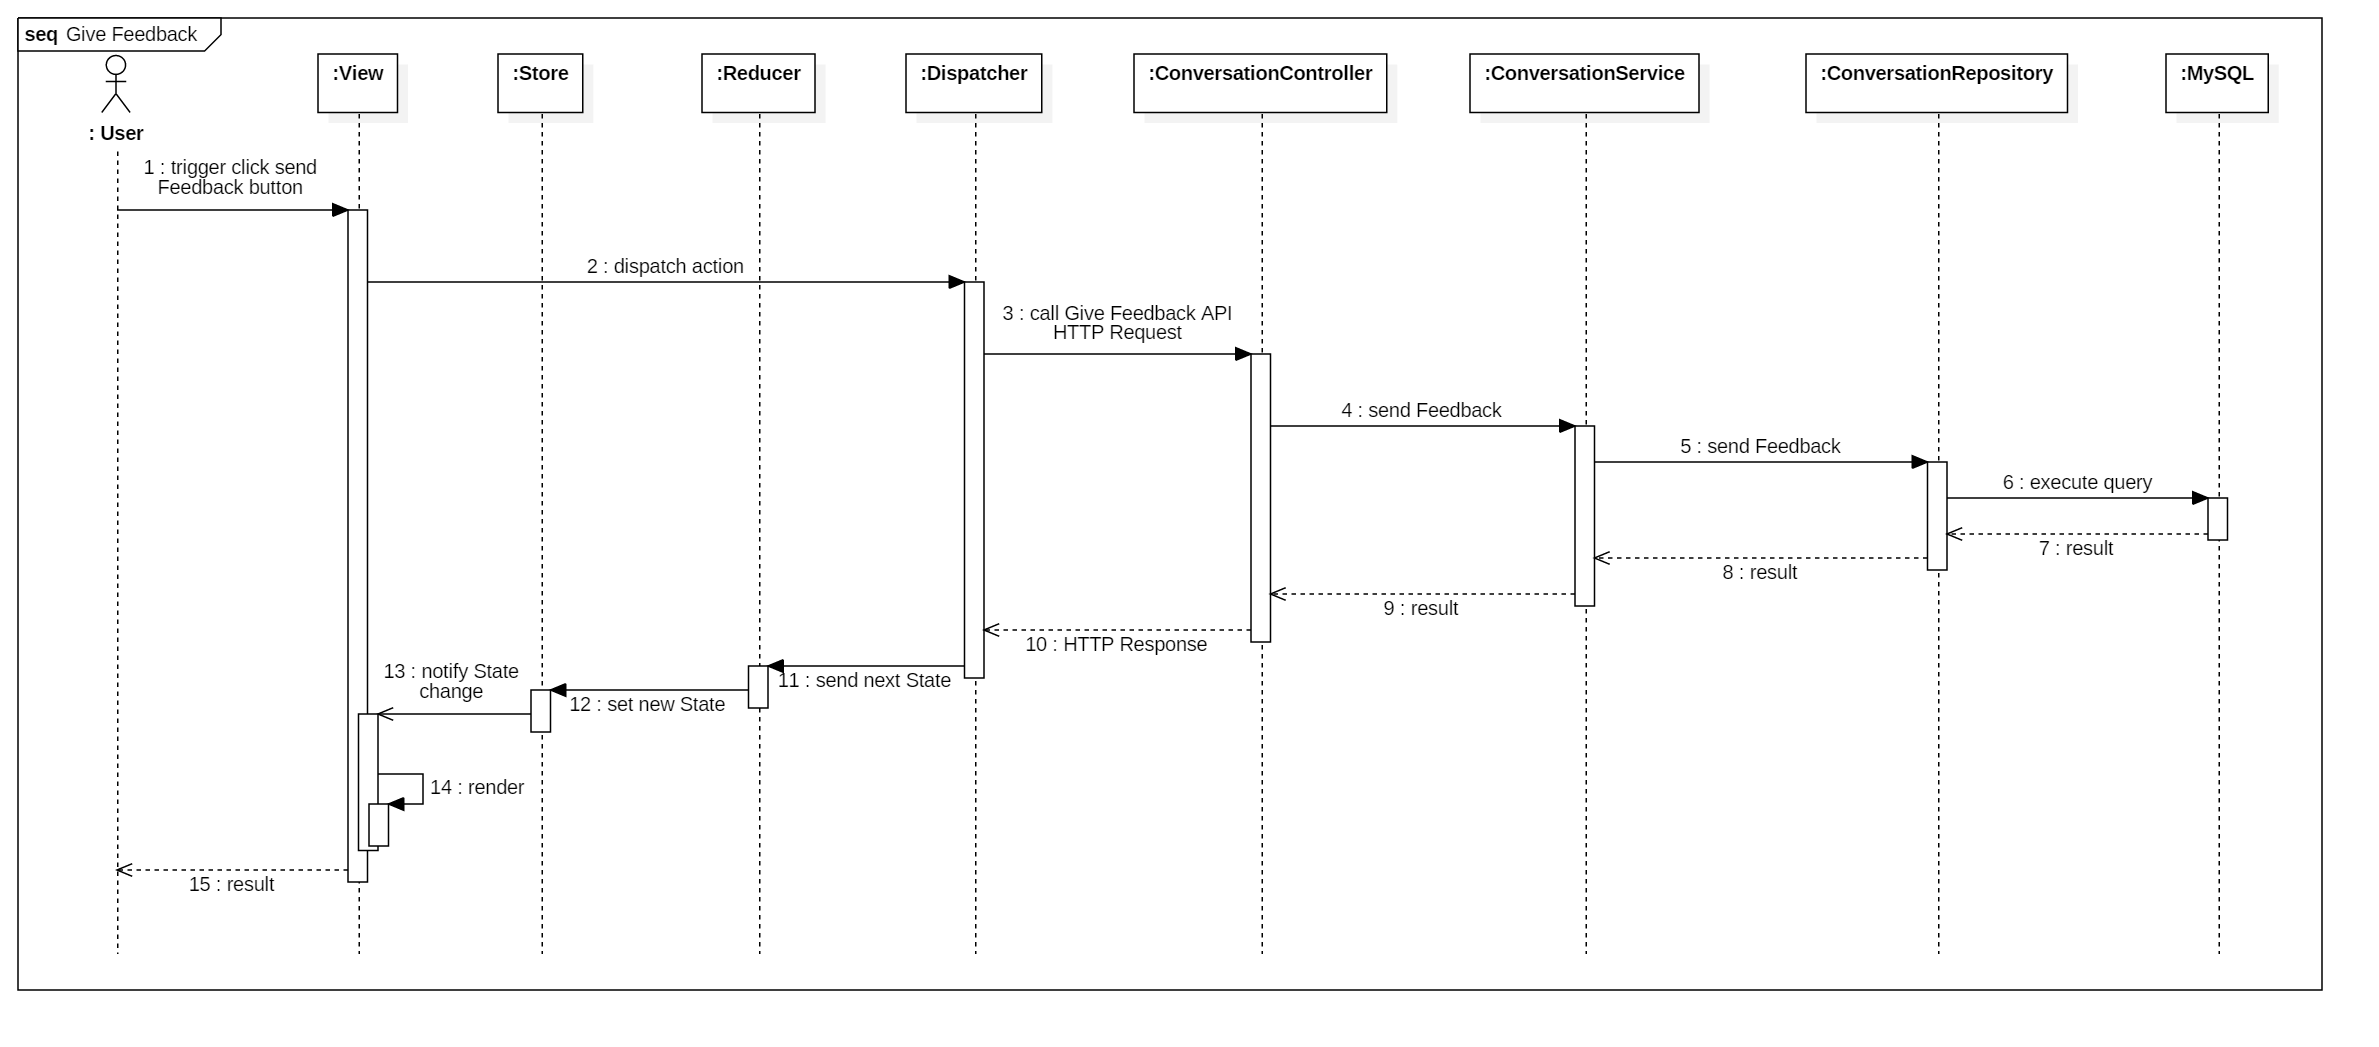 seq Give Feedback
: User
:View
:Store
:Reducer
:Dispatcher
:ConversationController
:ConversationService
:ConversationRepository
:MySQL
1 : trigger click send
Feedback button
2 : dispatch action
3 : call Give Feedback API
HTTP Request
4 : send Feedback
5 : send Feedback
6 : execute query
7 : result
8 : result
9 : result
10 : HTTP Response
11 : send next State
12 : set new State
13 : notify State
change
14 : render
15 : result